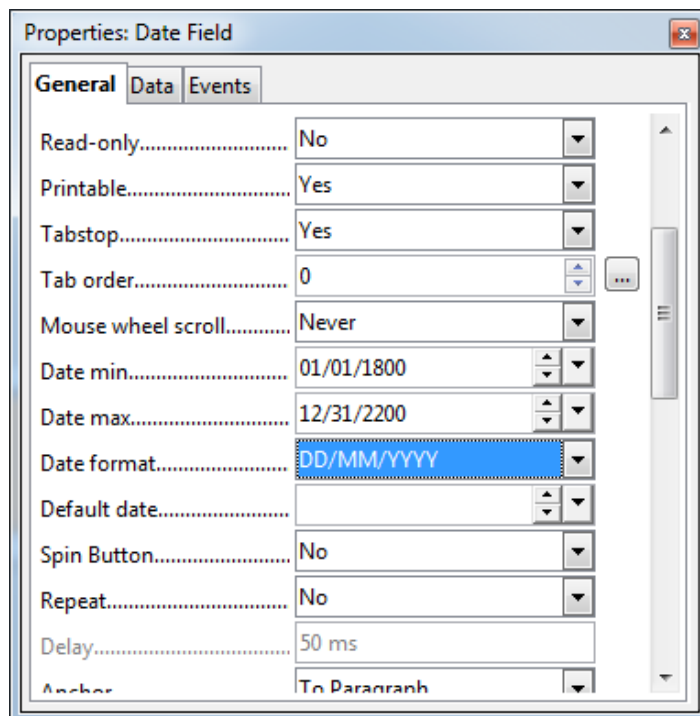 Properties: Date Field
General Data Events
Read-only........................... No
Printable.............................. Yes
Tabstop............................... Yes
Tab order............................. 0 ...
Mouse wheel scroll............ Never
Date min............................. 01/01/1800
Date max............................ 12/31/2200
Date format........................ DD/MM/YYYY
Default date........................
Spin Button......................... No
Repeat................................. No
Delay.................................... 50 ms
Anchor To Paragraph